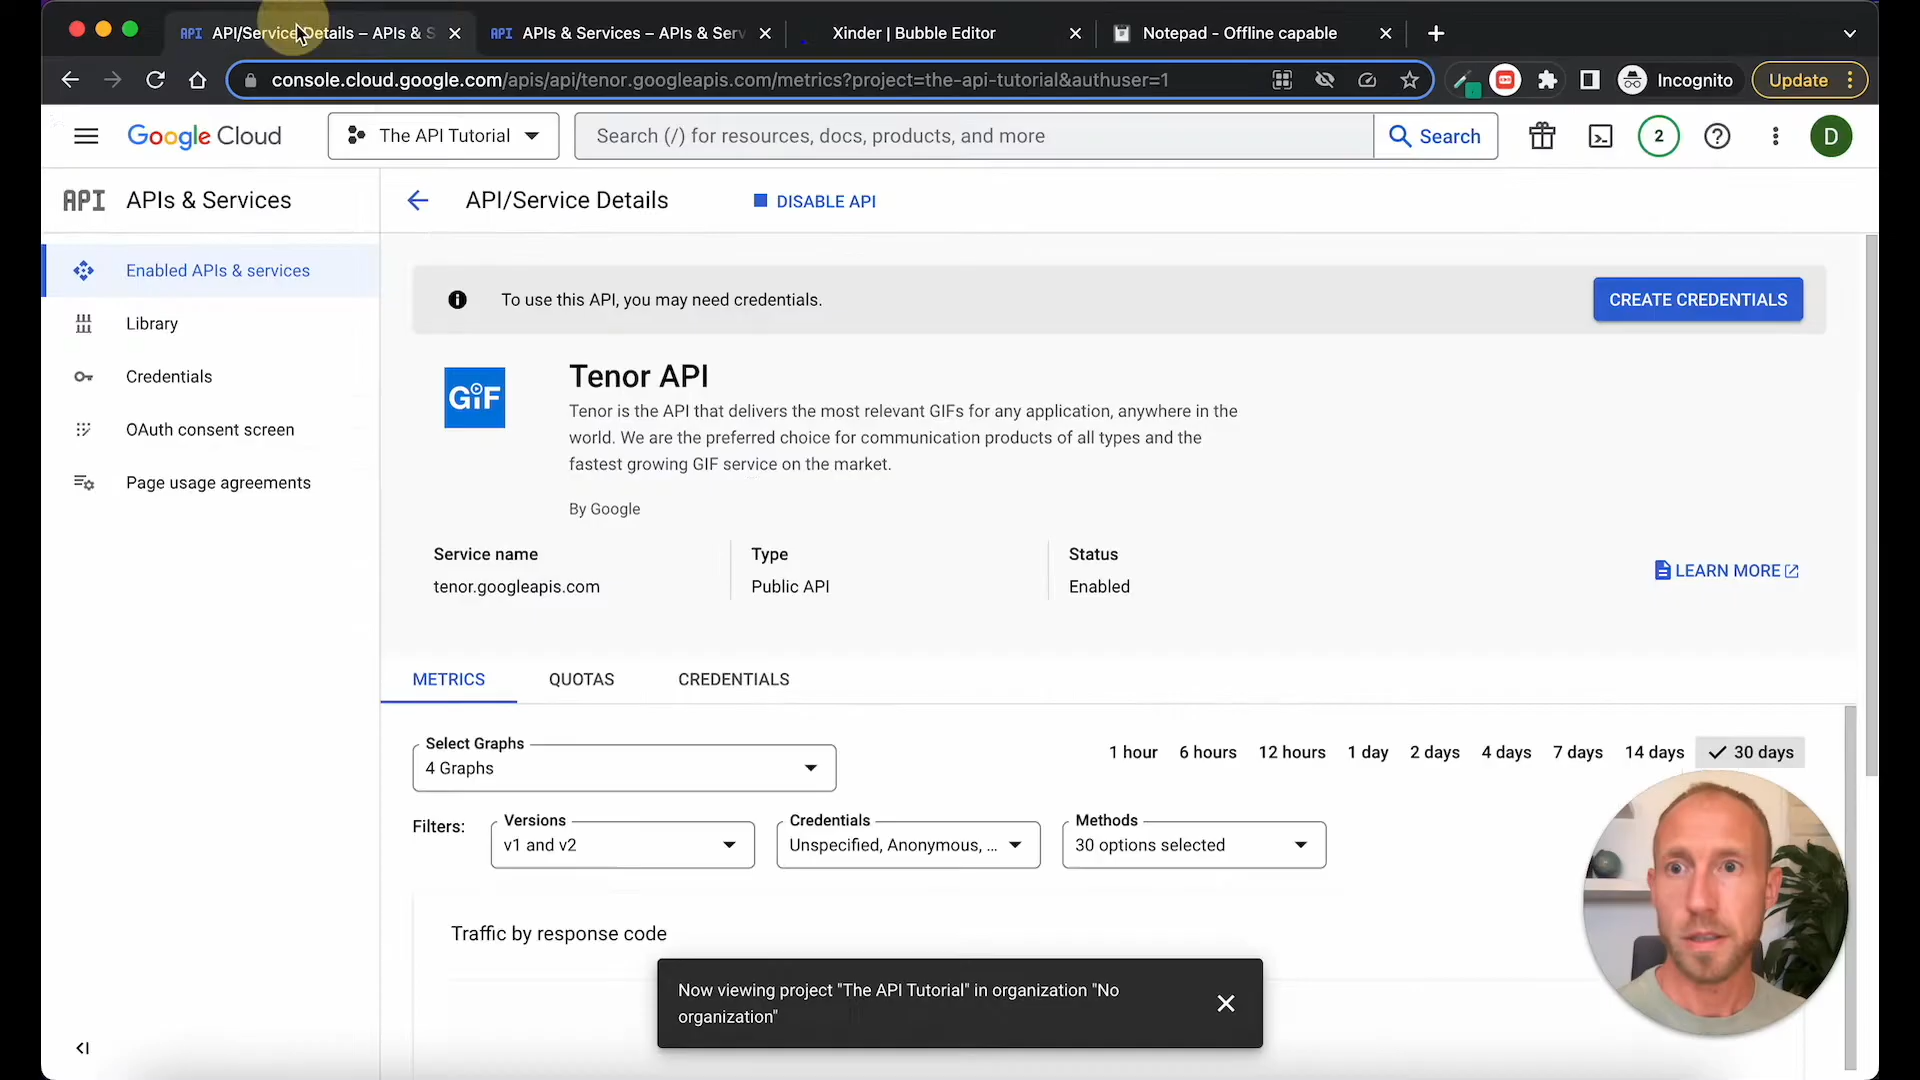 API API/Service Details – APIs & S
API APIs & Services – APIs & Serv
Xinder | Bubble Editor
Notepad - Offline capable
console.cloud.google.com/apis/api/tenor.googleapis.com/metrics?project=the-api-tutorial&authuser=1
Incognito
Update
Google Cloud
The API Tutorial
Search (/) for resources, docs, products, and more
Search
2
D
API APIs & Services
API/Service Details
DISABLE API
Enabled APIs & services
Library
Credentials
OAuth consent screen
Page usage agreements
To use this API, you may need credentials.
CREATE CREDENTIALS
GIF
Tenor API
Tenor is the API that delivers the most relevant GIFs for any application, anywhere in the
world. We are the preferred choice for communication products of all types and the
fastest growing GIF service on the market.
By Google
Service name
tenor.googleapis.com
Type
Public API
Status
Enabled
LEARN MORE
METRICS
QUOTAS
CREDENTIALS
Select Graphs
4 Graphs
1 hour
6 hours
12 hours
1 day
2 days
4 days
7 days
14 days
30 days
Filters:
Versions
v1 and v2
Credentials
Unspecified, Anonymous, ...
Methods
30 options selected
Traffic by response code
Now viewing project "The API Tutorial" in organization "No
organization"